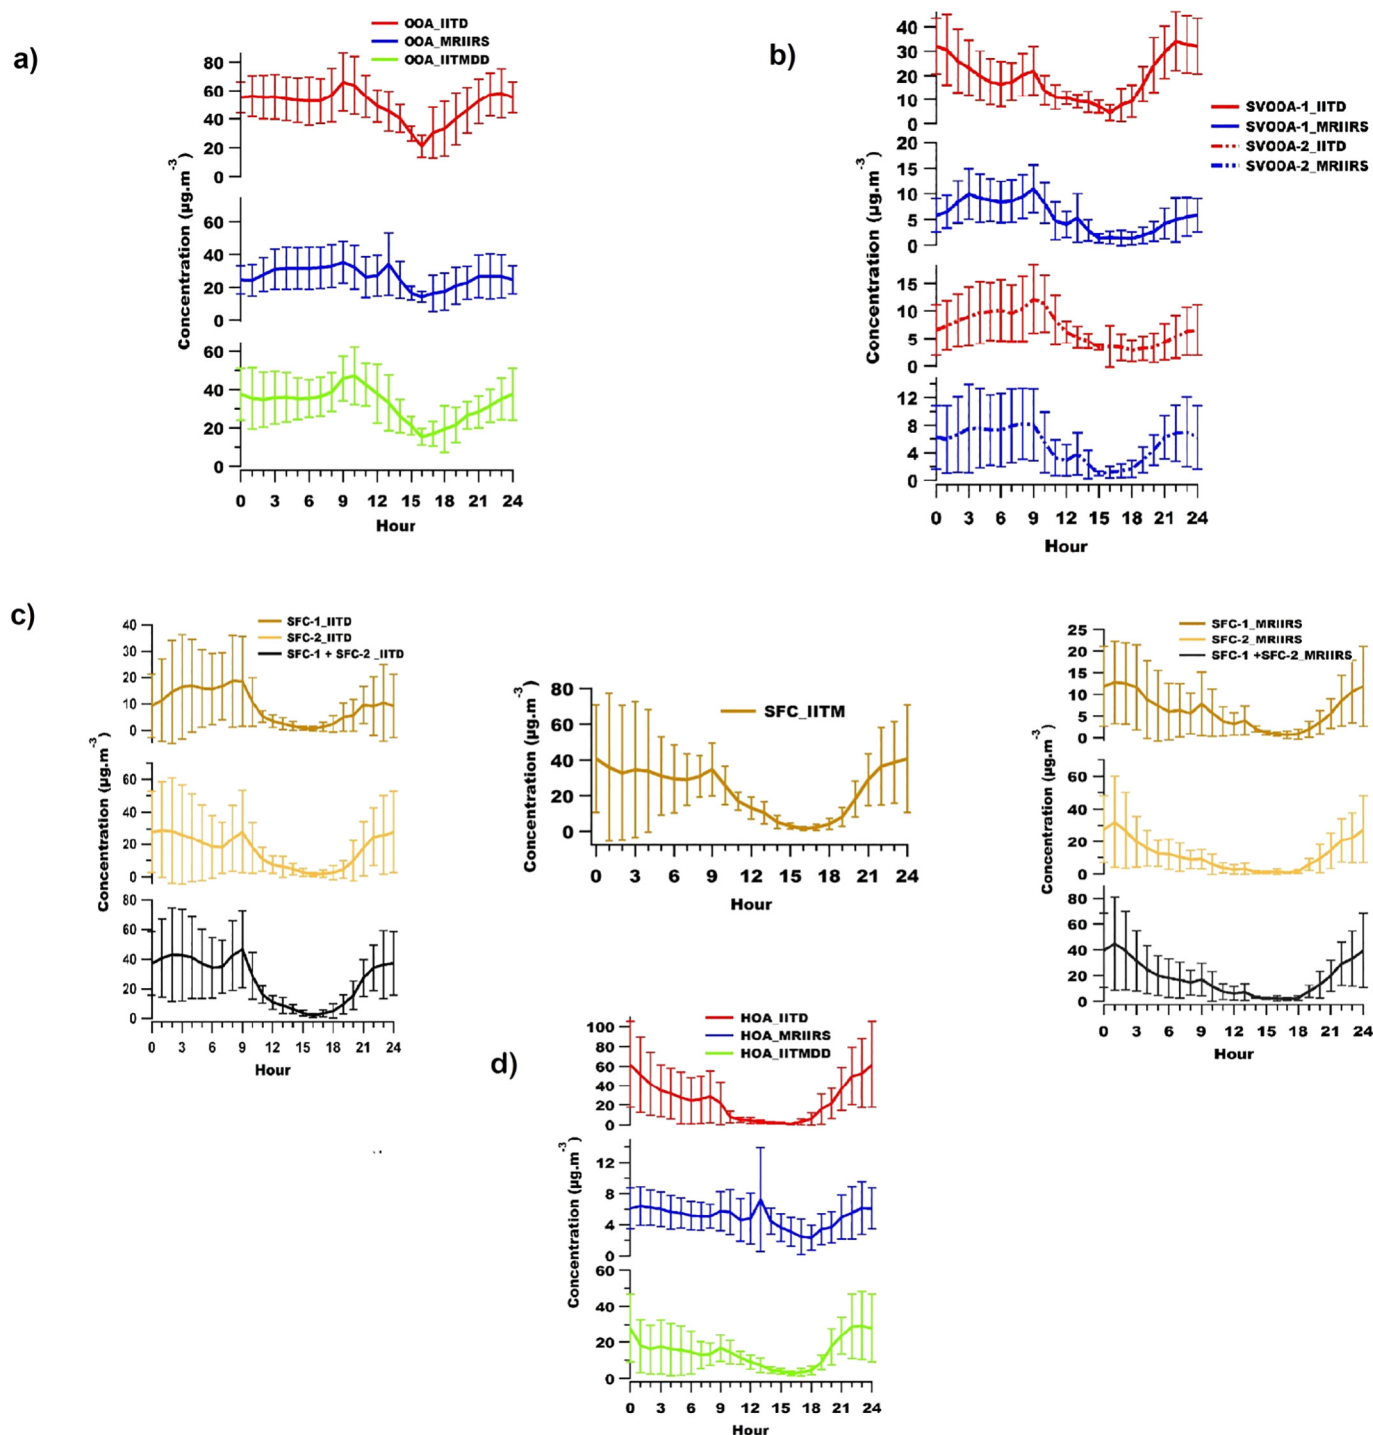 a)
OOA_IITD
OOA_MRIIRS
OOA_IITMDD
80
60
40
20
0
60
40
20
0
60
40
20
0
Concentration (µg.m-3)
0 3 6 9 12 15 18 21 24
Hour
b)
40
30
20
10
0
20
15
10
5
0
15
10
5
0
12
8
4
0
Concentration (µg.m-3)
0 3 6 9 12 15 18 21 24
Hour
SVOOA-1_IITD
SVOOA-1_MRIIRS
SVOOA-2_IITD
SVOOA-2_MRIIRS
c)
SFC-1_IITD
SFC-2_IITD
SFC-1 + SFC-2 _IITD
40
30
20
10
0
60
40
20
0
80
60
40
20
0
Concentration (µg.m-3)
0 3 6 9 12 15 18 21 24
Hour
SFC_IITM
80
60
40
20
0
Concentration (µg.m-3)
0 3 6 9 12 15 18 21 24
Hour
SFC-1_MRIIRS
SFC-2_MRIIRS
SFC-1 +SFC-2_MRIIRS
25
20
15
10
5
0
60
40
20
0
80
60
40
20
0
Concentration (µg.m-3)
0 3 6 9 12 15 18 21 24
Hour
d)
HOA_IITD
HOA_MRIIRS
HOA_IITMDD
100
80
60
40
20
0
12
8
4
0
60
40
20
0
Concentration (µg.m-3)
0 3 6 9 12 15 18 21 24
Hour